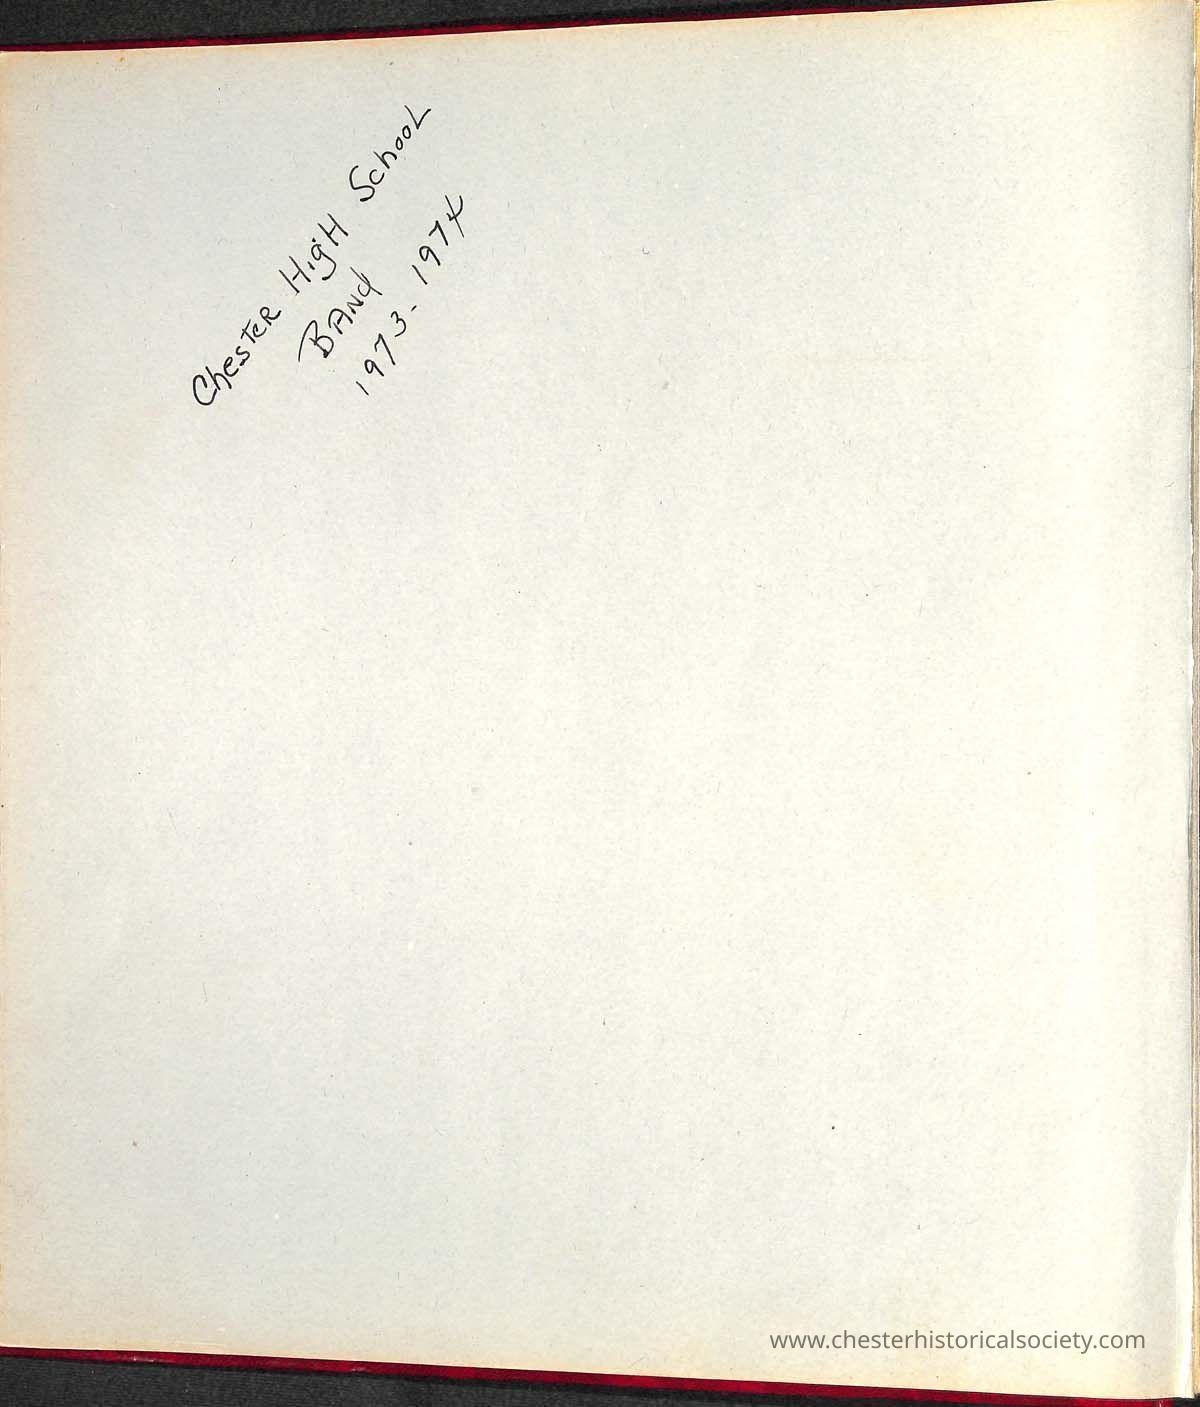 Chester High School
Band
1973-1974
www.chesterhistoricalsociety.com